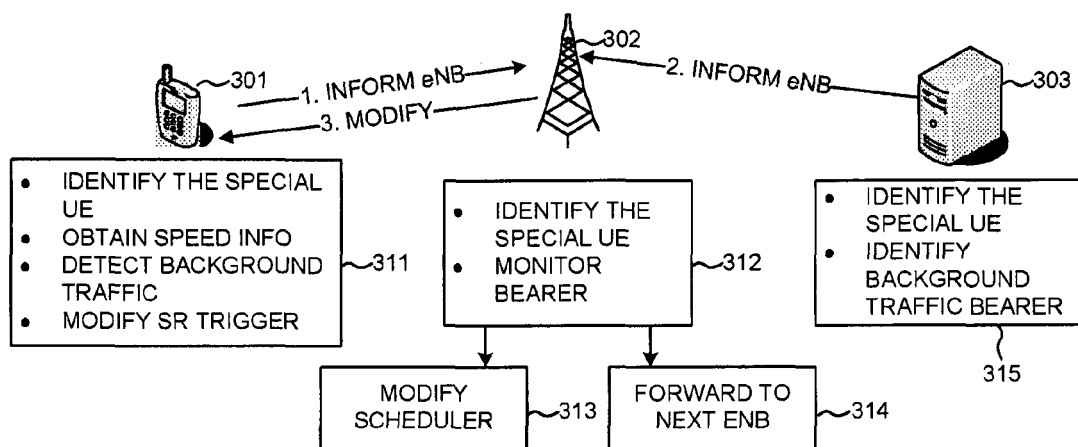 301
302
303
1. INFORM eNB
2. INFORM eNB
3. MODIFY
• IDENTIFY THE SPECIAL
UE
• OBTAIN SPEED INFO
• DETECT BACKGROUND
TRAFFIC
• MODIFY SR TRIGGER
311
• IDENTIFY THE
SPECIAL UE
• MONITOR
BEARER
312
• IDENTIFY THE
SPECIAL UE
• IDENTIFY
BACKGROUND
TRAFFIC BEARER
315
MODIFY
SCHEDULER
313
FORWARD TO
NEXT ENB
314